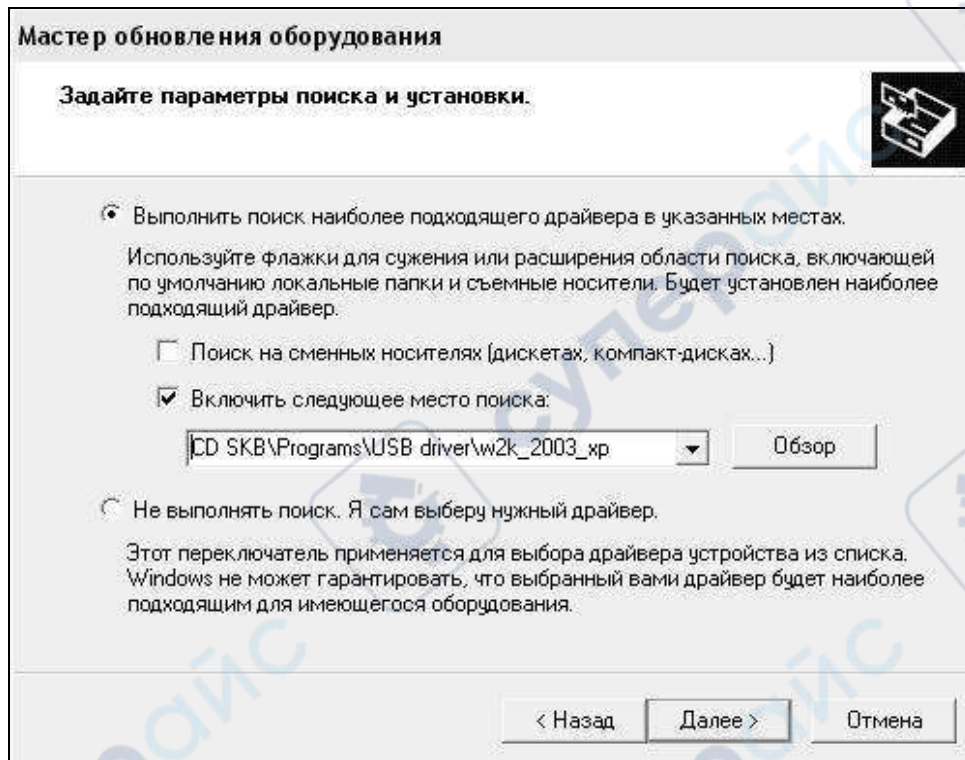 Мастер обновления оборудования
Задайте параметры поиска и установки.
Выполнить поиск наиболее подходящего драйвера в указанных местах.
Используйте флажки для сужения или расширения области поиска, включающей
по умолчанию локальные папки и съемные носители. Будет установлен наиболее
подходящий драйвер.
Поиск на сменных носителях (дискетах, компакт-дисках...)
Включить следующее место поиска:
CD SKB\Programs\USB driver\w2k_2003_xp
Обзор
Не выполнять поиск. Я сам выберу нужный драйвер.
Этот переключатель применяется для выбора драйвера устройства из списка.
Windows не может гарантировать, что выбранный вами драйвер будет наиболее
подходящим для имеющегося оборудования.
< Назад
Далее >
Отмена
суперайс
райс
райс